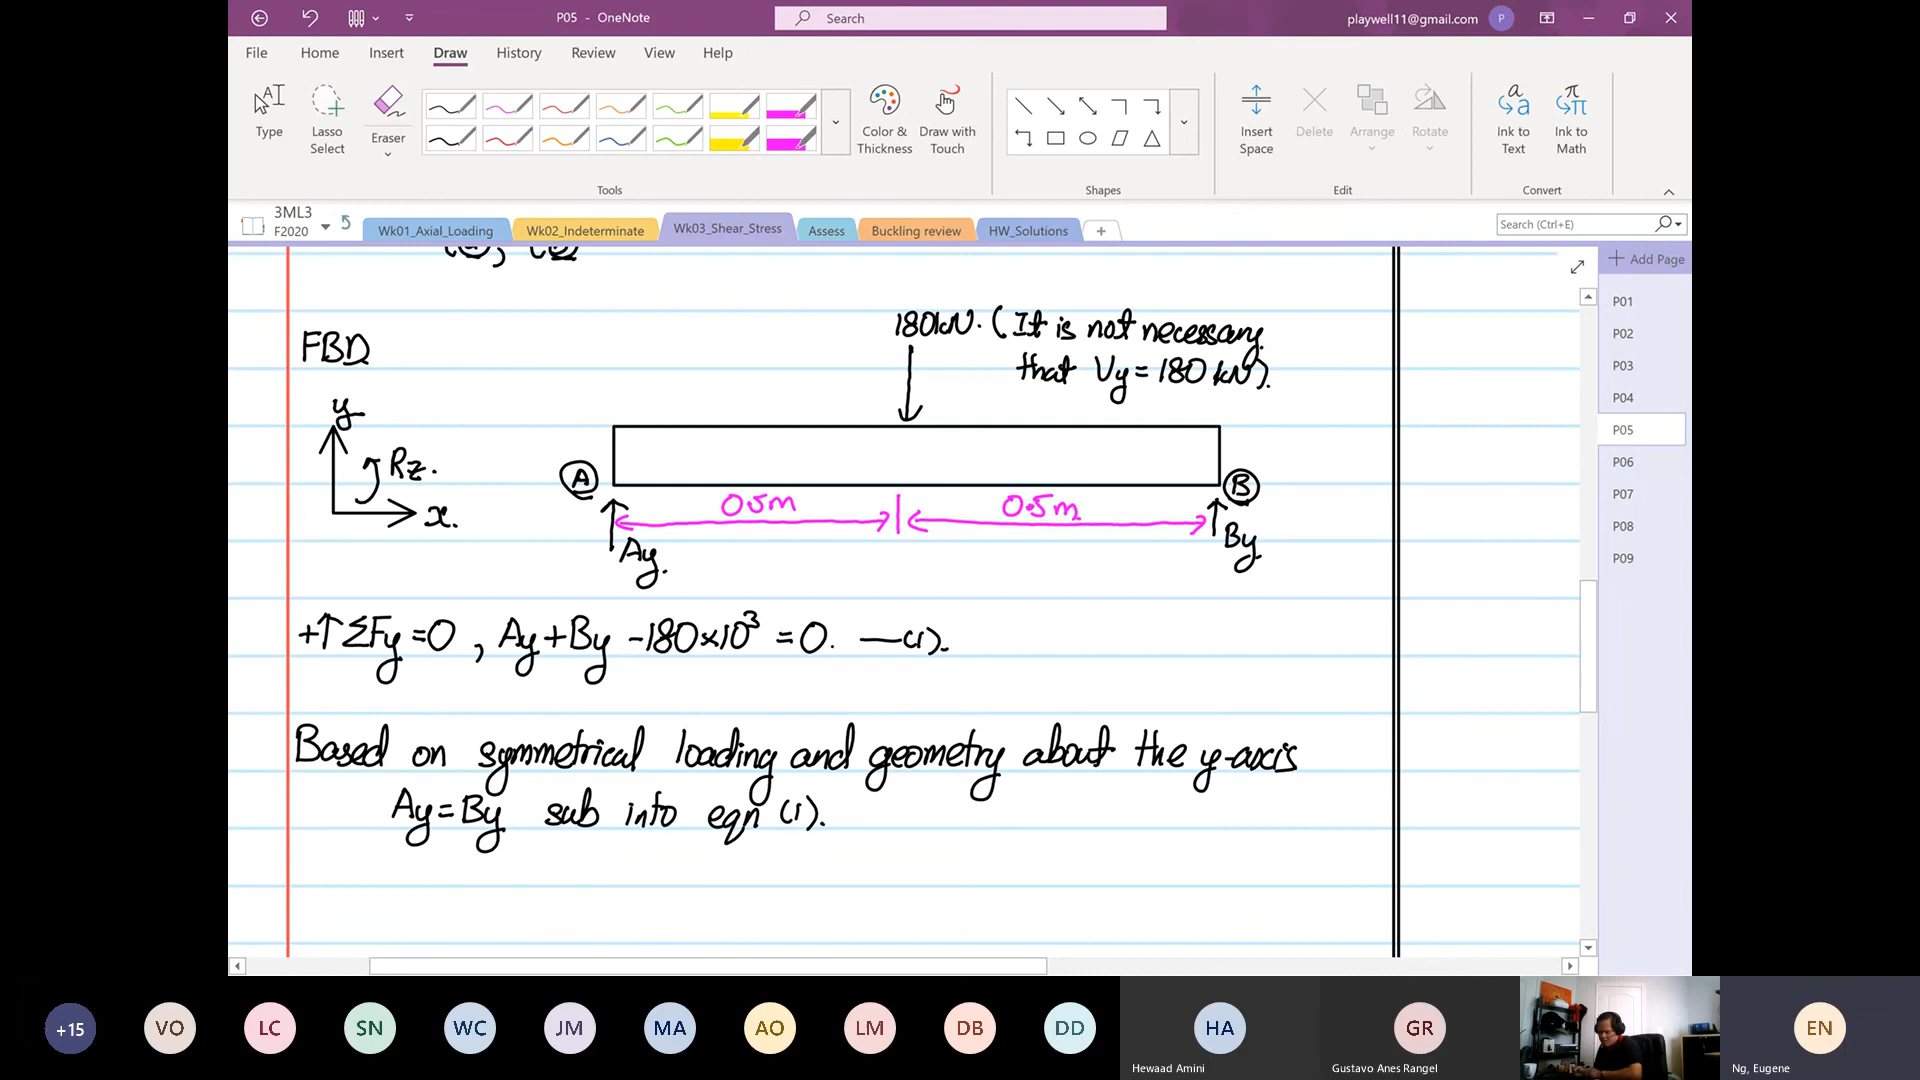 P05 - OneNote
Search
playwell11@gmail.com
P
File Home Insert Draw History Review View Help
Type
Lasso Select
Eraser
Color & Thickness
Draw with Touch
Insert Space
Delete
Arrange
Rotate
Ink to Text
Ink to Math
Tools
Shapes
Edit
Convert
3ML3
F2020
Wk01_Axial_Loading
Wk02_Indeterminate
Wk03_Shear_Stress
Assess
Buckling review
HW_Solutions
Search (Ctrl+E)
Add Page
P01
P02
P03
P04
P05
P06
P07
P08
P09
FBD
180kN. (It is not necessary
that Vy = 180 kN).
y
Rz.
x.
A
B
0.5m
0.5m
Ay.
By
+↑ΣFy=0, Ay+By-180×10³ = 0. —(1).
Based on symmetrical loading and geometry about the y-axis
Ay=By sub into eqn (1).
+15
VO
LC
SN
WC
JM
MA
AO
LM
DB
DD
HA
Hewaad Amini
GR
Gustavo Anes Rangel
EN
Ng, Eugene